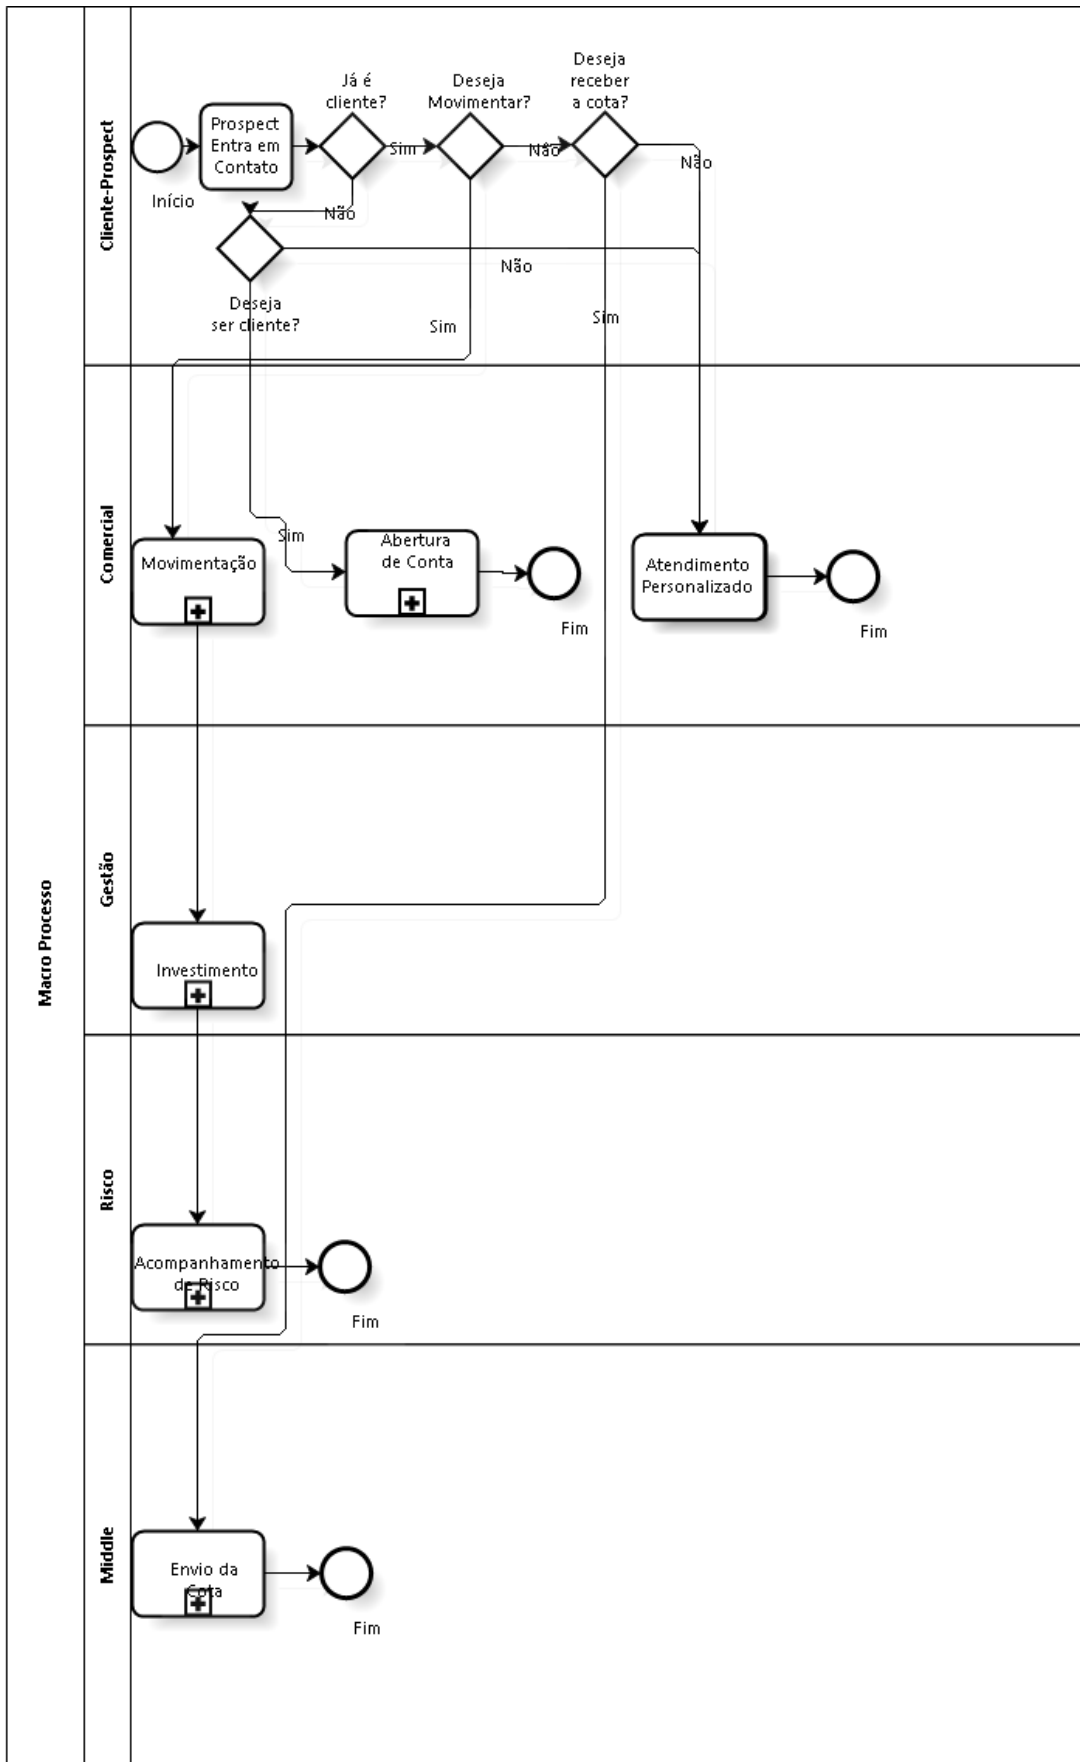 Macro Processo
Cliente-Prospect
Início
Prospect
Entra em
Contato
Já é
cliente?
Sim
Não
Deseja
Movimentar?
Não
Sim
Deseja
receber
a cota?
Não
Sim
Deseja
ser cliente?
Não
Sim
Comercial
Movimentação
Abertura
de Conta
Fim
Atendimento
Personalizado
Fim
Gestão
Investimento
Risco
Acompanhamento
de Risco
Fim
Middle
Envio da
Cota
Fim